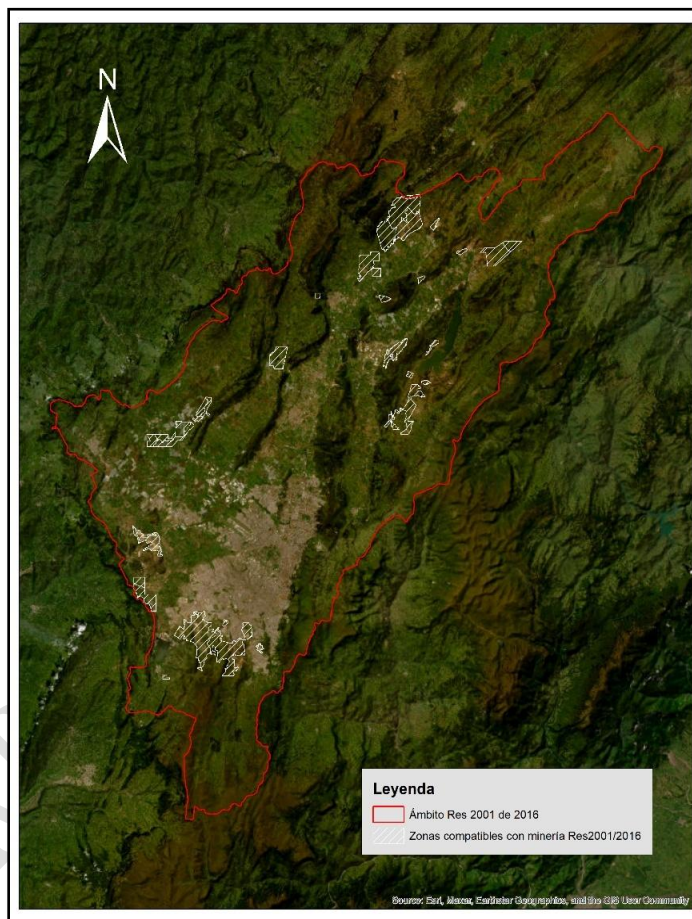 N
Leyenda
Ámbito Res 2001 de 2016
Zonas compatibles con minería Res2001/2016
Source: Esri, Maxar, Earthstar Geographics, and the GIS User Community